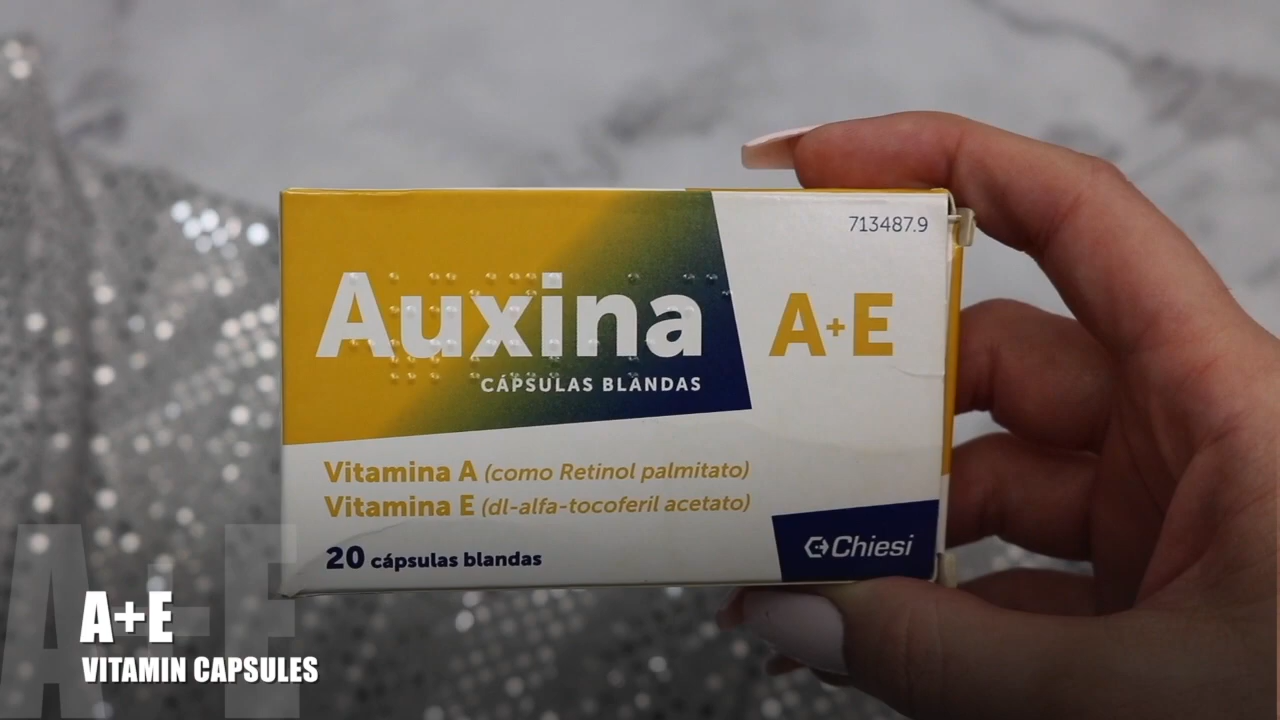 713487.9
Auxina
A+E
CÁPSULAS BLANDAS
Vitamina A (como Retinol palmitato)
Vitamina E (dl-alfa-tocoferil acetato)
20 cápsulas blandas
Chiesi
A+E
A+E
VITAMIN CAPSULES